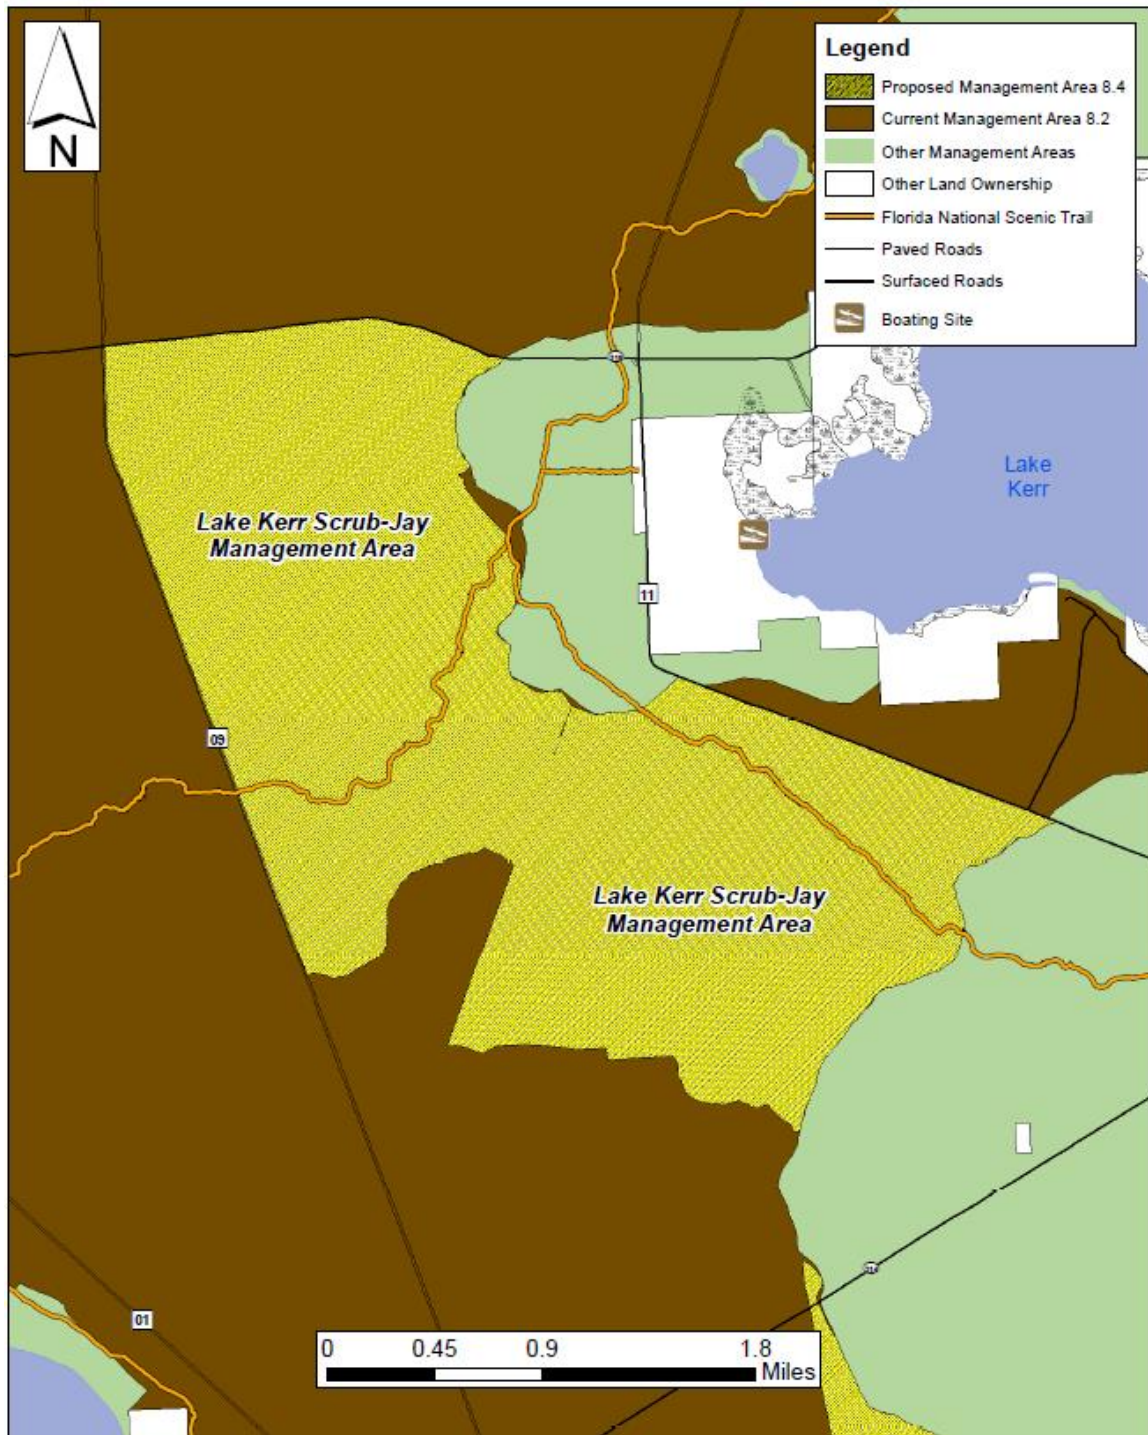 N
Legend
Proposed Management Area 8.4
Current Management Area 8.2
Other Management Areas
Other Land Ownership
Florida National Scenic Trail
Paved Roads
Surfaced Roads
Boating Site
Lake
Kerr
Lake Kerr Scrub-Jay
Management Area
11
09
Lake Kerr Scrub-Jay
Management Area
01
0 0.45 0.9 1.8
Miles